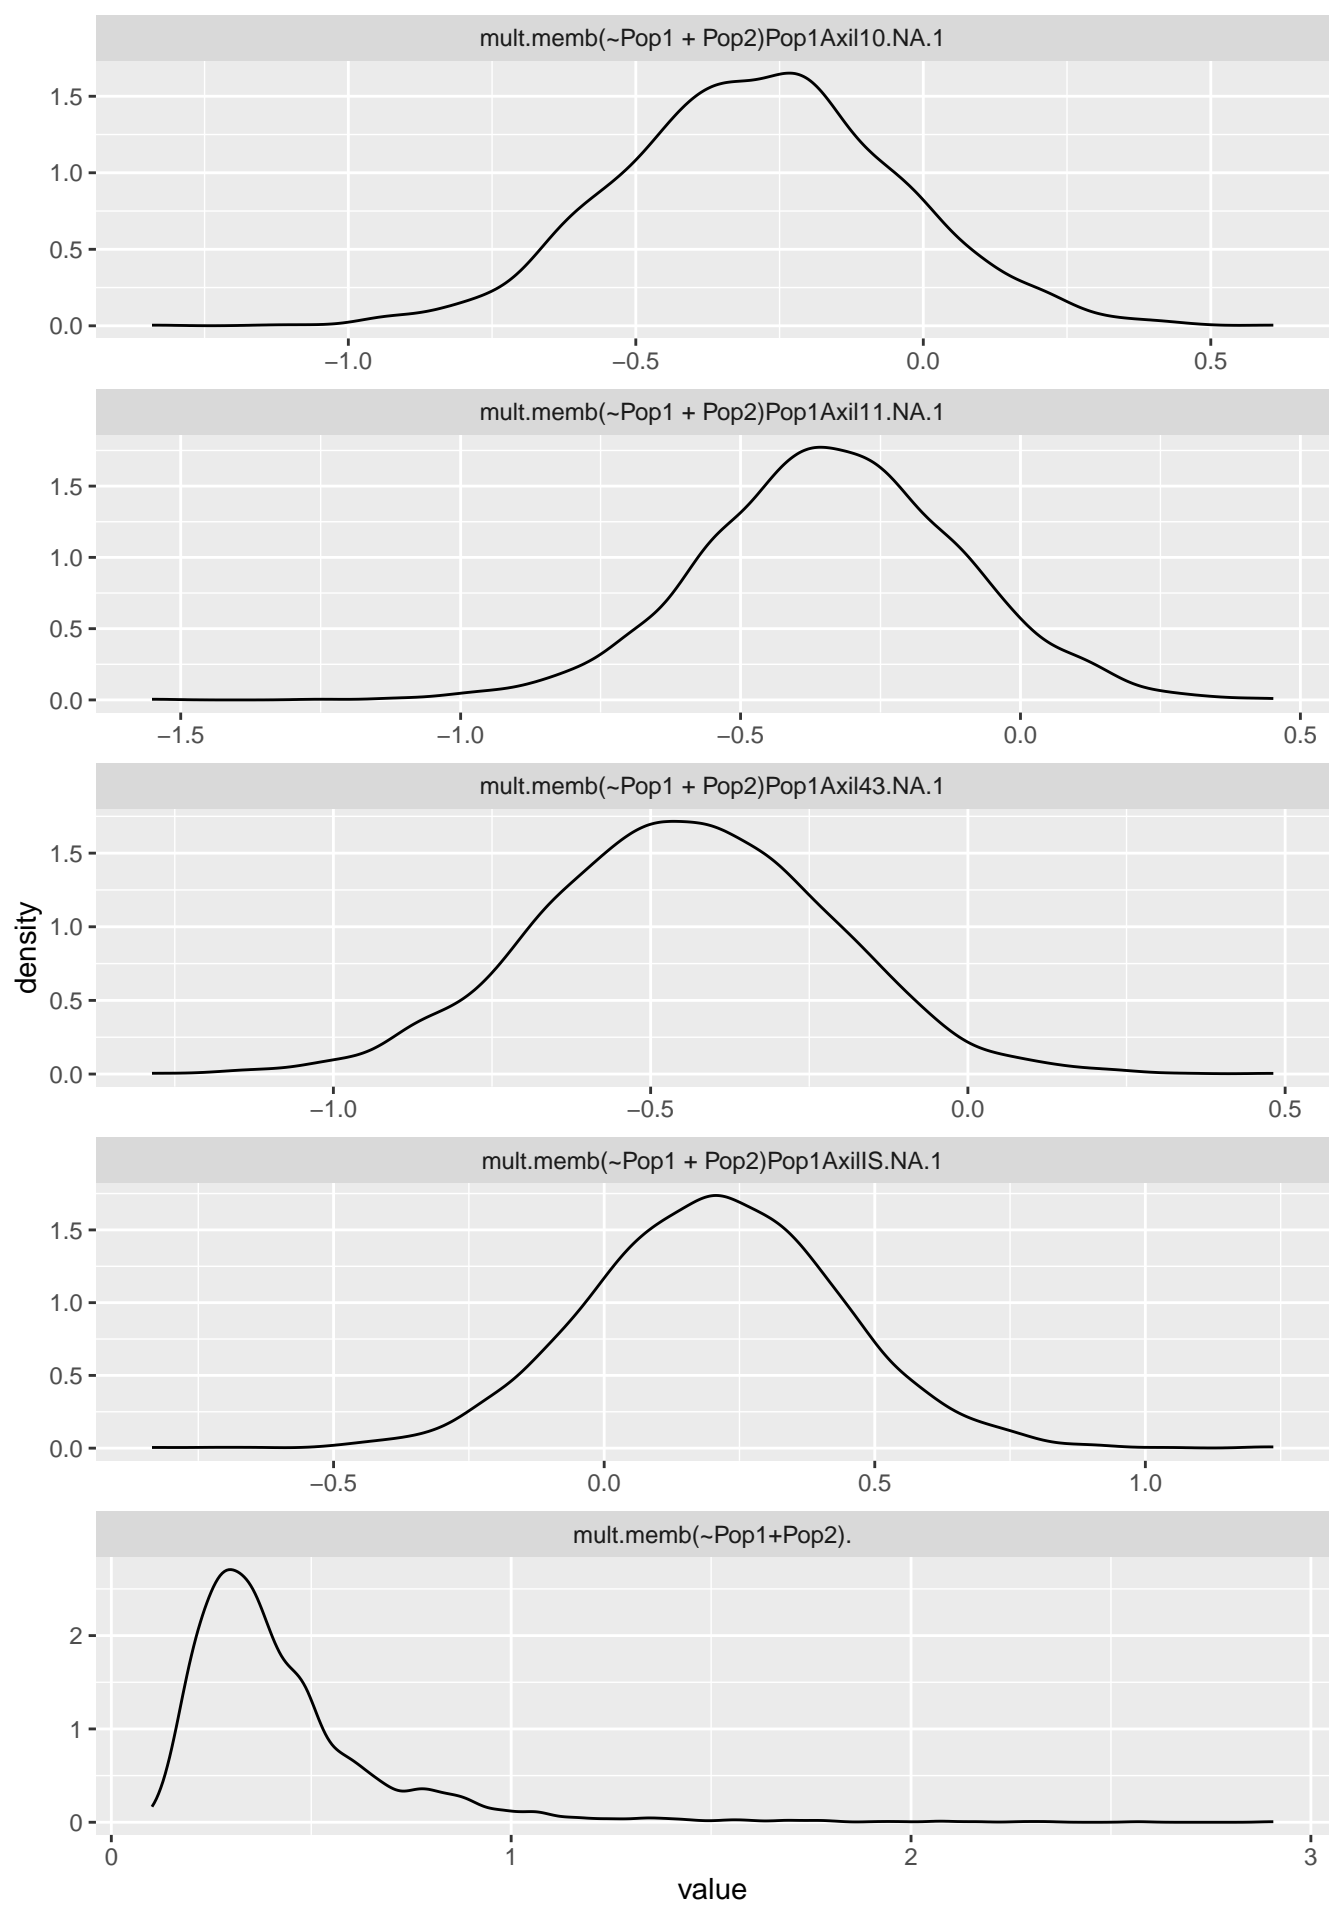 mult.memb(~Pop1 + Pop2)Pop1Axil10.NA.1
1.5
1.0
0.5
0.0
−1.0 −0.5 0.0 0.5
mult.memb(~Pop1 + Pop2)Pop1Axil11.NA.1
1.5
1.0
0.5
0.0
−1.5 −1.0 −0.5 0.0 0.5
mult.memb(~Pop1 + Pop2)Pop1Axil43.NA.1
1.5
1.0
0.5
0.0
−1.0 −0.5 0.0 0.5
density
mult.memb(~Pop1 + Pop2)Pop1AxilIS.NA.1
1.5
1.0
0.5
0.0
−0.5 0.0 0.5 1.0
mult.memb(~Pop1+Pop2).
2
1
0
0 1 2 3
value